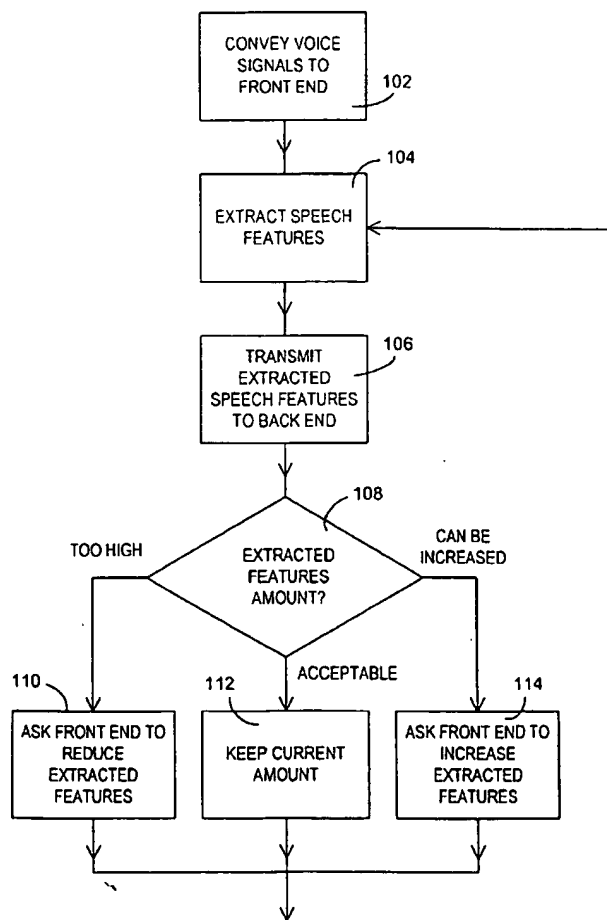 CONVEY VOICE
SIGNALS TO
FRONT END
102
104
EXTRACT SPEECH
FEATURES
106
TRANSMIT
EXTRACTED
SPEECH FEATURES
TO BACK END
108
TOO HIGH
EXTRACTED
FEATURES
AMOUNT?
CAN BE
INCREASED
ACCEPTABLE
110
ASK FRONT END TO
REDUCE
EXTRACTED
FEATURES
112
KEEP CURRENT
AMOUNT
114
ASK FRONT END TO
INCREASE
EXTRACTED
FEATURES